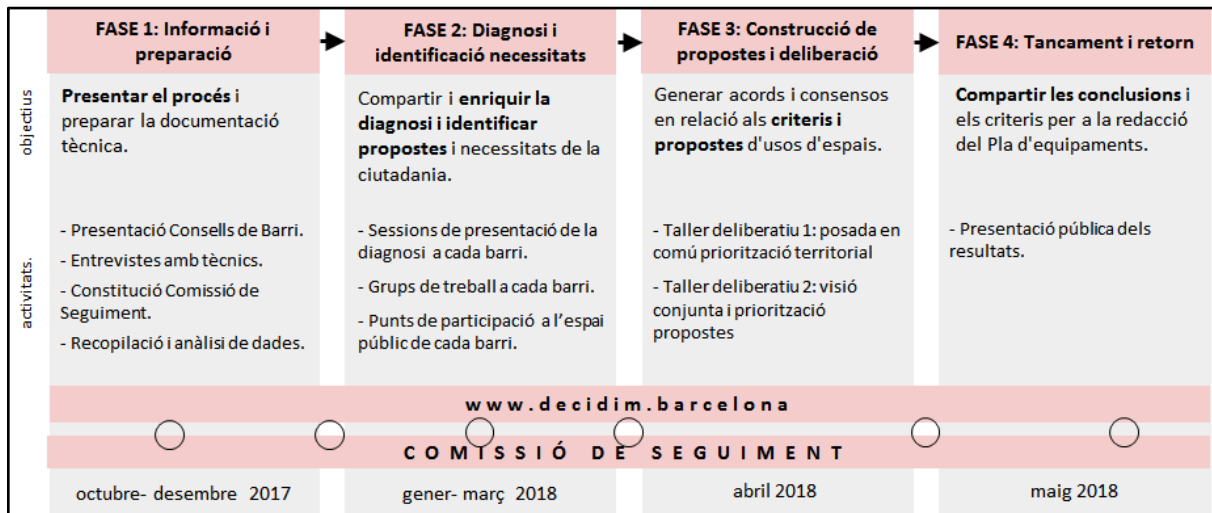 FASE 1: Informació i
preparació
FASE 2: Diagnosi i
identificació necessitats
FASE 3: Construcció de
propostes i deliberació
FASE 4: Tancament i retorn
objectius
Presentar el procés i
preparar la documentació
tècnica.
Compartir i enriquir la
diagnosi i identificar
propostes i necessitats de la
ciutadania.
Generar acords i consensos
en relació als criteris i
propostes d'usos d'espais.
Compartir les conclusions i
els criteris per a la redacció
del Pla d'equipaments.
activitats.
- Presentació Consells de Barri.
- Entrevistes amb tècnics.
- Constitució Comissió de
Seguiment.
- Recopilació i anàlisi de dades.
- Sessions de presentació de la
diagnosi a cada barri.
- Grups de treball a cada barri.
- Punts de participació a l'espai
públic de cada barri.
- Taller deliberatiu 1: posada en
comú priorització territorial
- Taller deliberatiu 2: visió
conjunta i priorització
propostes
- Presentació pública dels
resultats.
www.decidim.barcelona
COMISSIÓ DE SEGUIMENT
octubre- desembre 2017
gener- març 2018
abril 2018
maig 2018